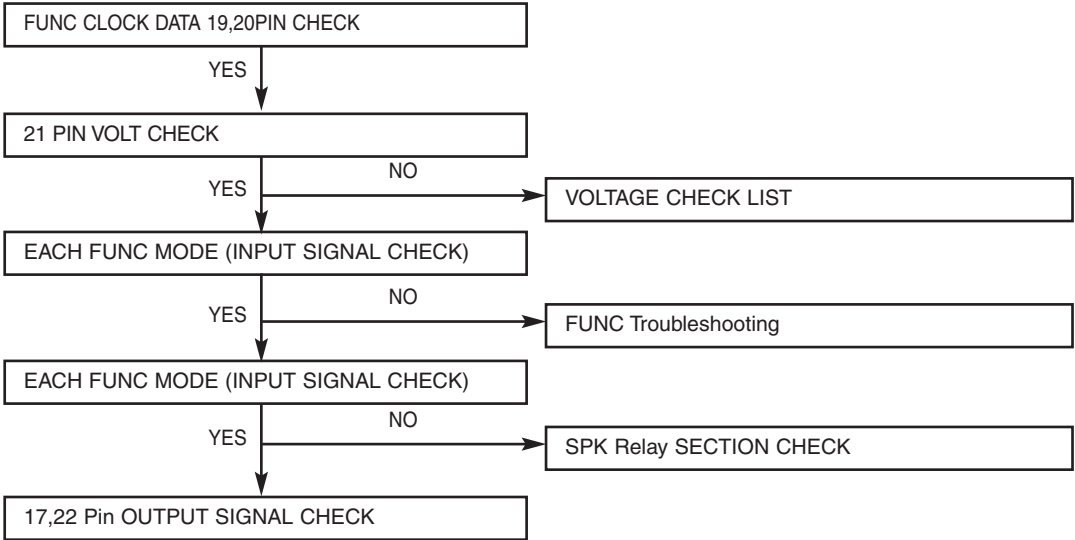 FUNC CLOCK DATA 19,20PIN CHECK
YES
21 PIN VOLT CHECK
NO
YES
VOLTAGE CHECK LIST
EACH FUNC MODE (INPUT SIGNAL CHECK)
NO
YES
FUNC Troubleshooting
EACH FUNC MODE (INPUT SIGNAL CHECK)
NO
YES
SPK Relay SECTION CHECK
17,22 Pin OUTPUT SIGNAL CHECK